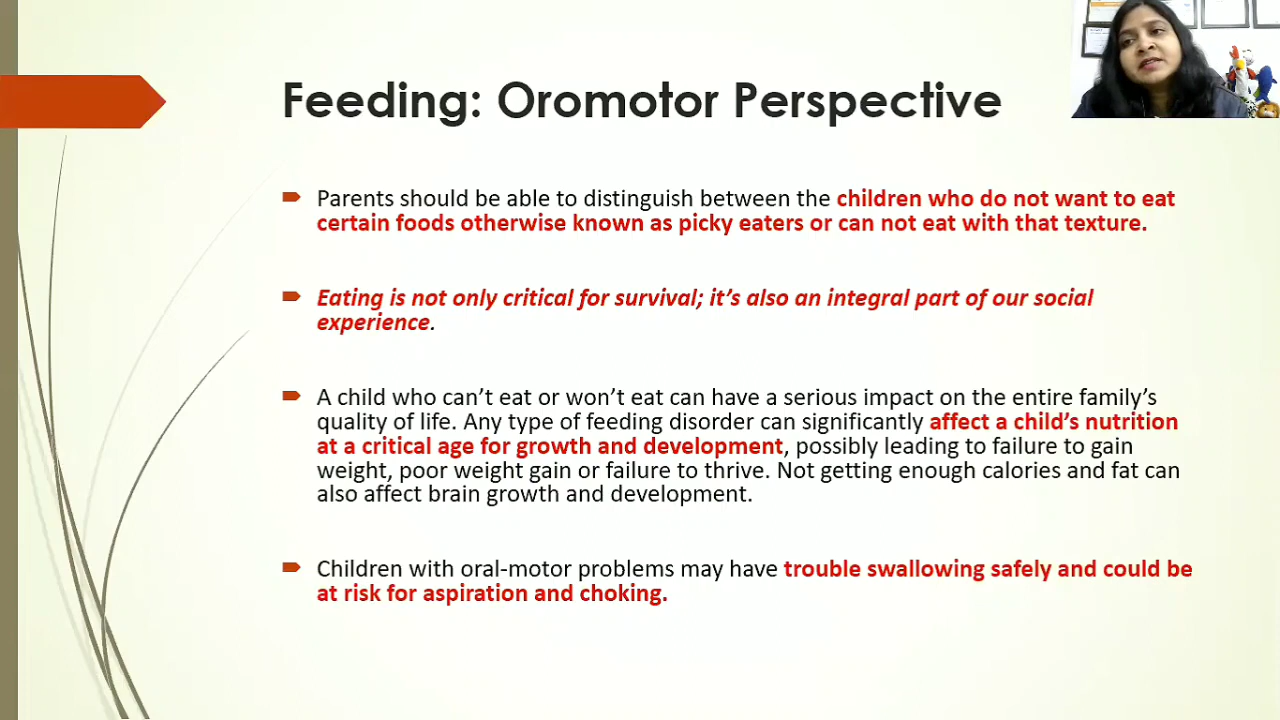 Feeding: Oromotor Perspective
Parents should be able to distinguish between the children who do not want to eat
certain foods otherwise known as picky eaters or can not eat with that texture.
Eating is not only critical for survival; it’s also an integral part of our social
experience.
A child who can’t eat or won’t eat can have a serious impact on the entire family’s
quality of life. Any type of feeding disorder can significantly affect a child’s nutrition
at a critical age for growth and development, possibly leading to failure to gain
weight, poor weight gain or failure to thrive. Not getting enough calories and fat can
also affect brain growth and development.
Children with oral-motor problems may have trouble swallowing safely and could be
at risk for aspiration and choking.